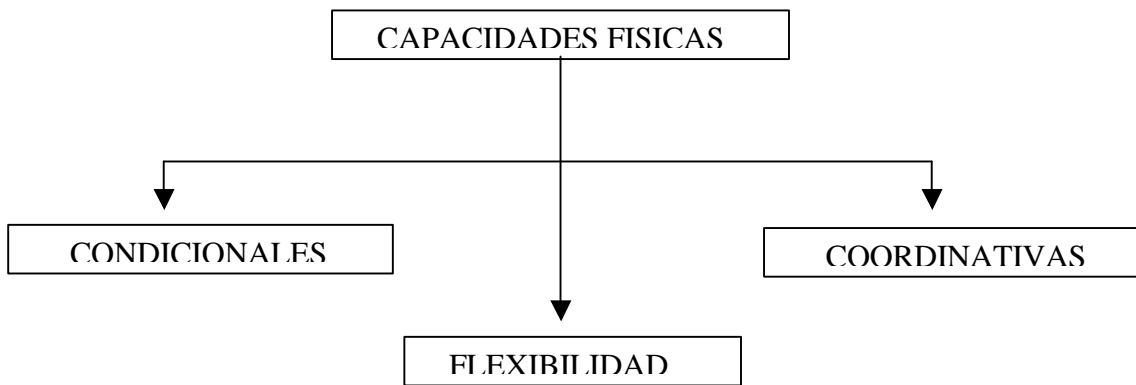 CAPACIDADES FISICAS
CONDICIONALES
COORDINATIVAS
FLEXIBILIDAD